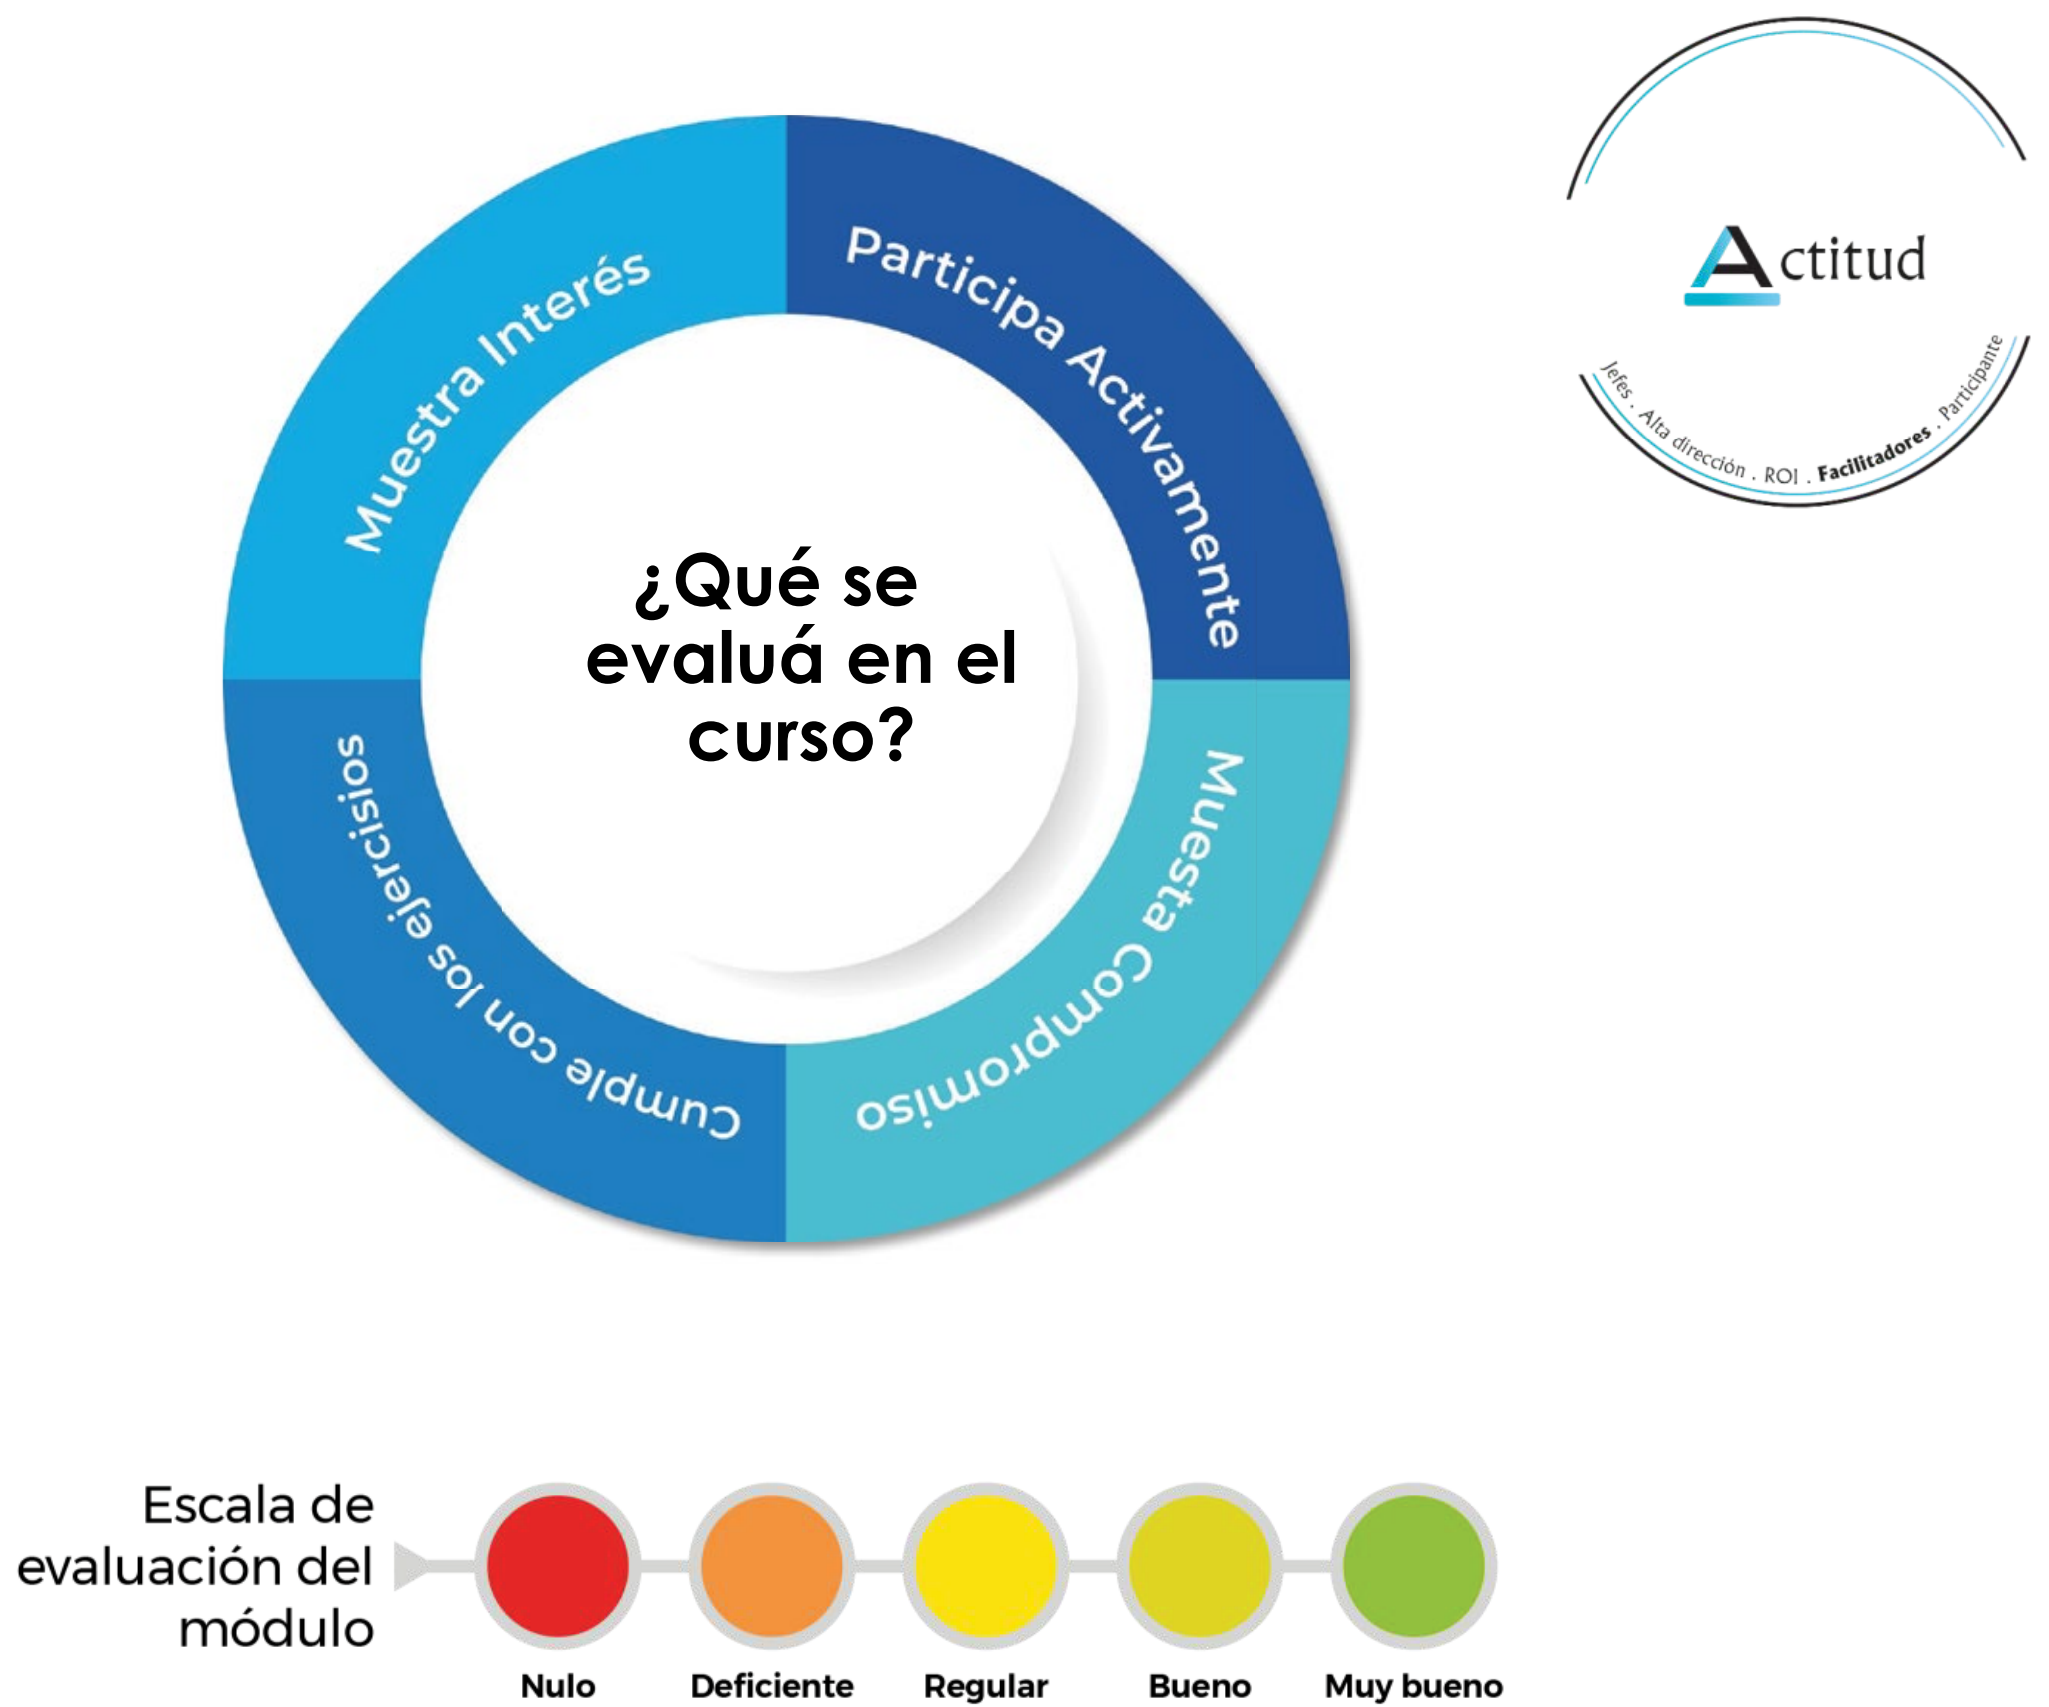 Muestra Interés
Participa Activamente
¿Qué se
evaluá en el
curso?
Muesta Compromiso
Cumple con los ejercisios
Actitud
Jefes . Alta dirección . ROI . Facilitadores . Participante
Escala de
evaluación del
módulo
Nulo
Deficiente
Regular
Bueno
Muy bueno